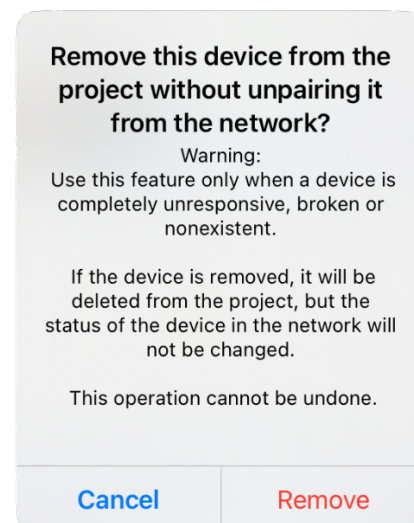 Remove this device from the
project without unpairing it
from the network?
Warning:
Use this feature only when a device is
completely unresponsive, broken or
nonexistent.
If the device is removed, it will be
deleted from the project, but the
status of the device in the network will
not be changed.
This operation cannot be undone.
Cancel Remove